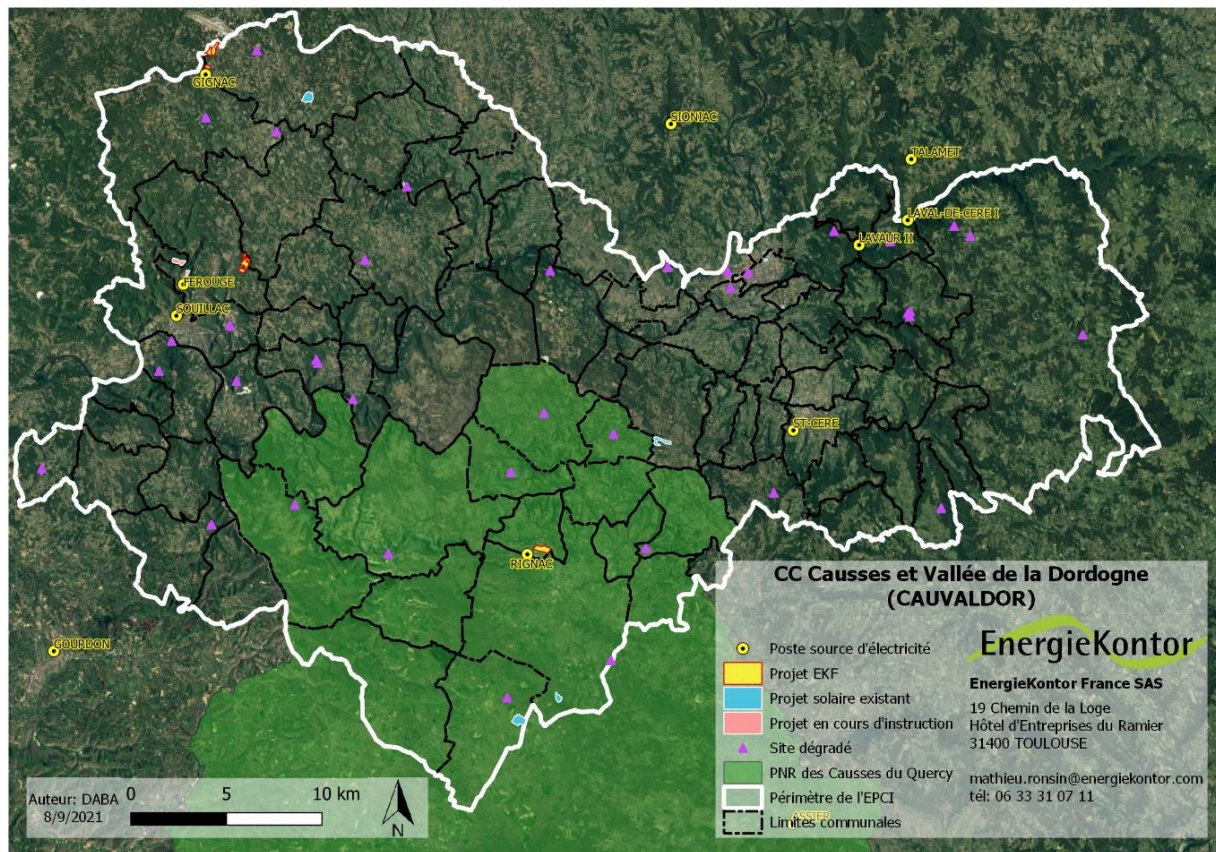 GIGNAC
SIONIAC
TALAMET
LAVAL-DE-CERE I
LAVAUR II
FEROUGE
SOUILLAC
ST-CERE
RIGNAC
GOURDON
CC Causses et Vallée de la Dordogne
(CAUVALDOR)
Poste source d'électricité
Projet EKF
Projet solaire existant
Projet en cours d'instruction
Site dégradé
PNR des Causses du Quercy
Périmètre de l'EPCI
Limites communales
ASSIER
EnergieKontor
EnergieKontor France SAS
19 Chemin de la Loge
Hôtel d'Entreprises du Ramier
31400 TOULOUSE
mathieu.ronsin@energiekontor.com
tél: 06 33 31 07 11
Auteur: DABA
8/9/2021
0 5 10 km
N